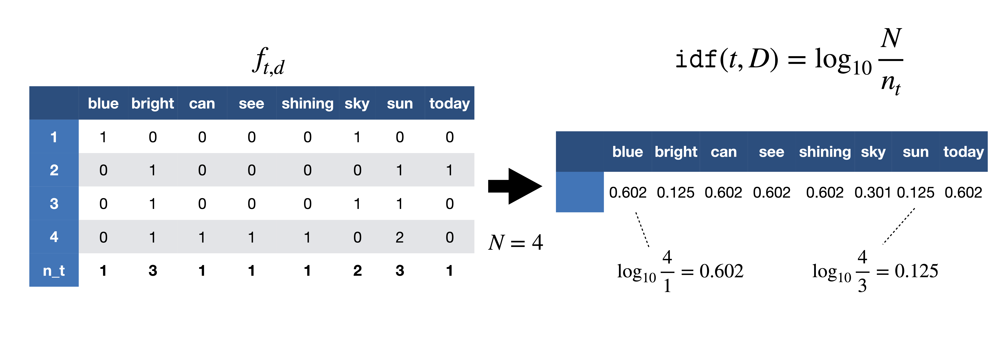 f_{t,d}
idf(t, D) = log_{10} \frac{N}{n_t}
blue bright can see shining sky sun today
1 1 0 0 0 0 1 0 0
2 0 1 0 0 0 0 1 1
3 0 1 0 0 0 1 1 0
4 0 1 1 1 1 0 2 0
n_t 1 3 1 1 1 2 3 1
N = 4
blue bright can see shining sky sun today
0.602 0.125 0.602 0.602 0.602 0.301 0.125 0.602
log_{10} \frac{4}{1} = 0.602
log_{10} \frac{4}{3} = 0.125